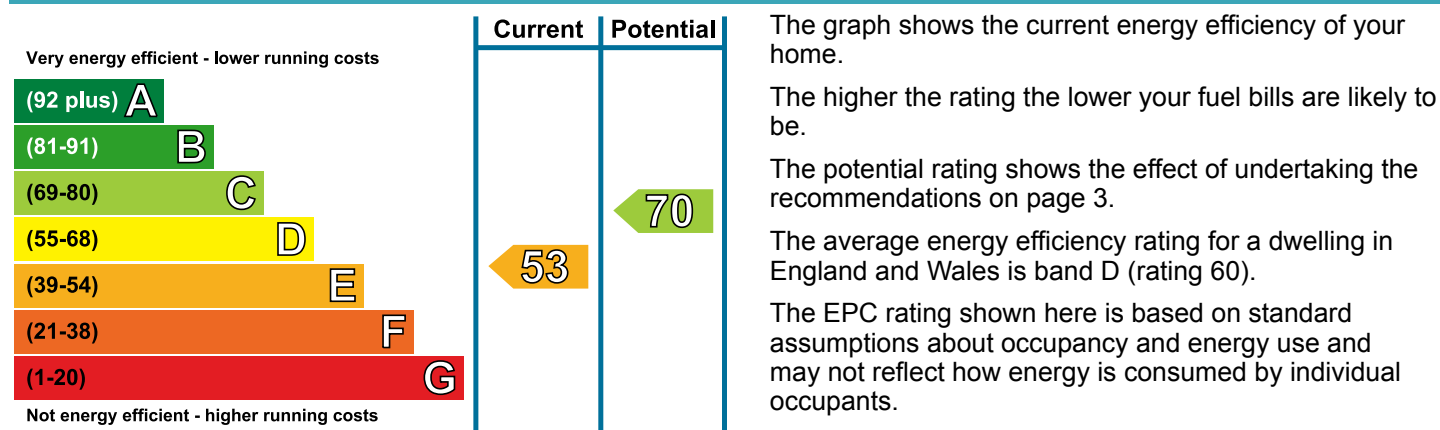 Current Potential
Very energy efficient - lower running costs
(92 plus) A
(81-91) B
(69-80) C
(55-68) D
(39-54) E
(21-38) F
(1-20) G
Not energy efficient - higher running costs
53
70
The graph shows the current energy efficiency of your
home.
The higher the rating the lower your fuel bills are likely to
be.
The potential rating shows the effect of undertaking the
recommendations on page 3.
The average energy efficiency rating for a dwelling in
England and Wales is band D (rating 60).
The EPC rating shown here is based on standard
assumptions about occupancy and energy use and
may not reflect how energy is consumed by individual
occupants.